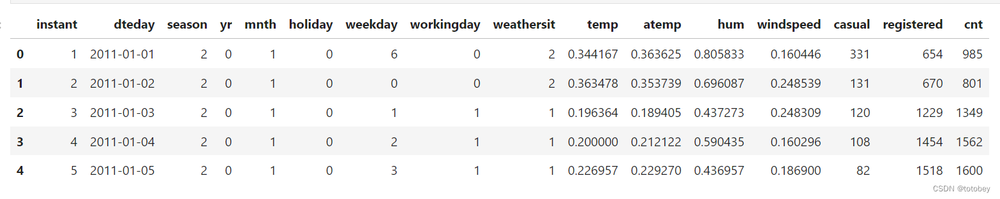 instant dteday season yr mnth holiday weekday workingday weathersit temp atemp hum windspeed casual registered cnt
0 1 2011-01-01 2 0 1 0 6 0 2 0.344167 0.363625 0.805833 0.160446 331 654 985
1 2 2011-01-02 2 0 1 0 0 0 2 0.363478 0.353739 0.696087 0.248539 131 670 801
2 3 2011-01-03 2 0 1 0 1 1 1 0.196364 0.189405 0.437273 0.248309 120 1229 1349
3 4 2011-01-04 2 0 1 0 2 1 1 0.200000 0.212122 0.590435 0.160296 108 1454 1562
4 5 2011-01-05 2 0 1 0 3 1 1 0.226957 0.229270 0.436957 0.186900 82 1518 1600
CSDN @totobey